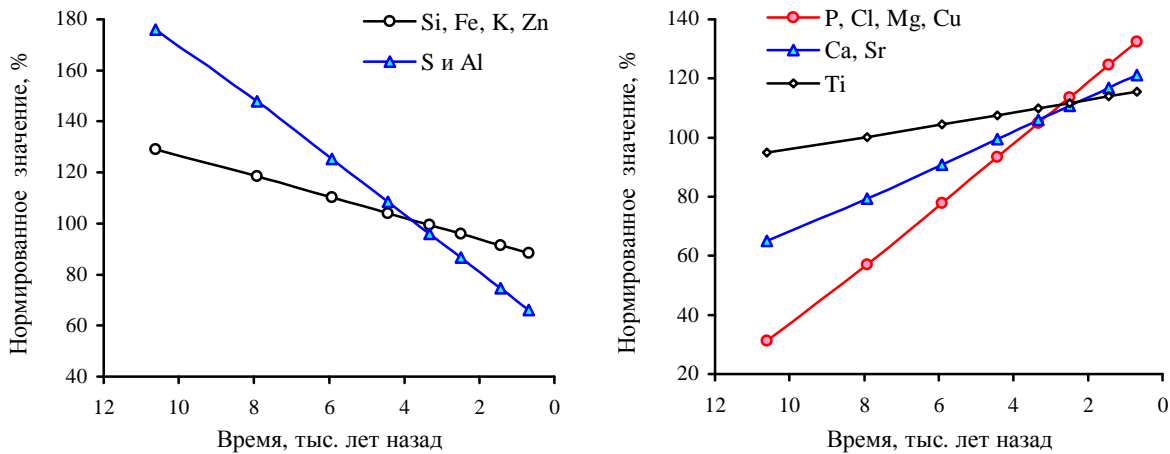 Si, Fe, K, Zn
S и Al
Нормированное значение, %
180
160
140
120
100
80
60
40
12 10 8 6 4 2 0
Время, тыс. лет назад
P, Cl, Mg, Cu
Ca, Sr
Ti
Нормированное значение, %
140
120
100
80
60
40
20
12 10 8 6 4 2 0
Время, тыс. лет назад